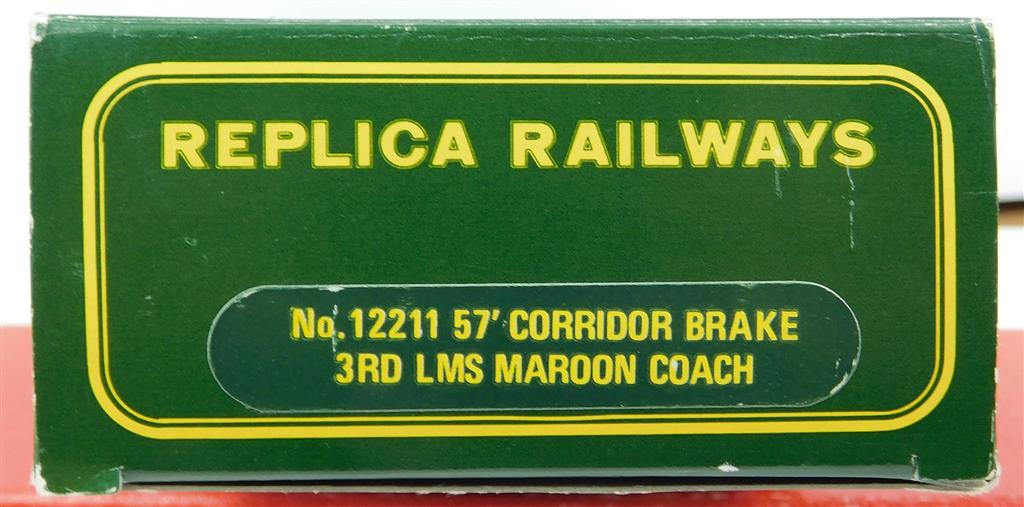 REPLICA RAILWAYS
No.12211 57' CORRIDOR BRAKE
3RD LMS MAROON COACH